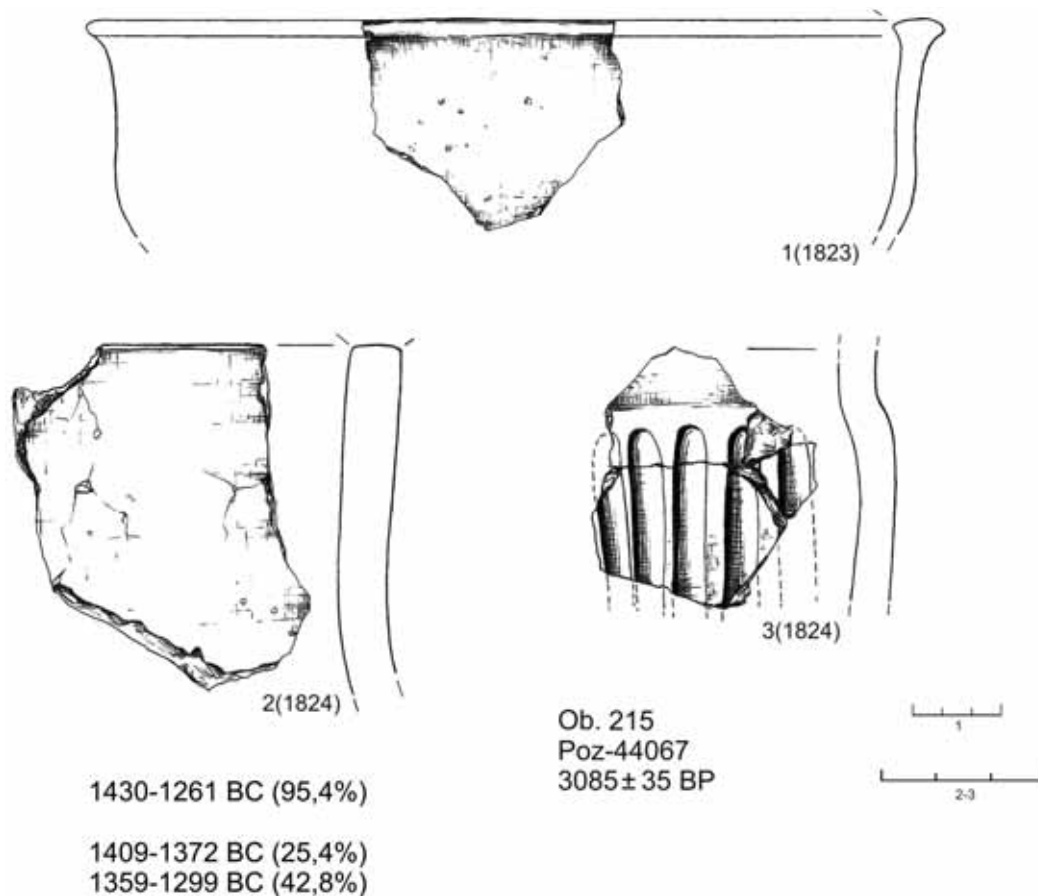 1(1823)
2(1824)
3(1824)
Ob. 215
Poz-44067
3085±35 BP
1
2-3
1430-1261 BC (95,4%)
1409-1372 BC (25,4%)
1359-1299 BC (42,8%)